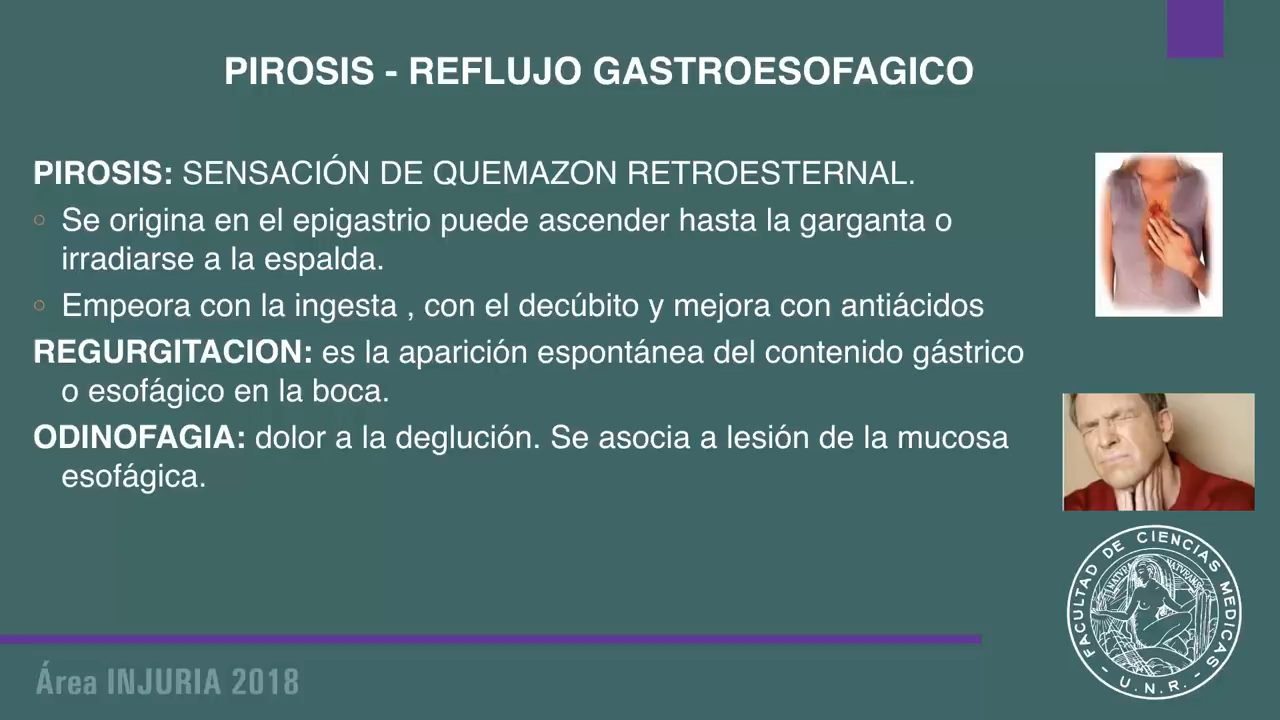 PIROSIS - REFLUJO GASTROESOFAGICO
PIROSIS: SENSACIÓN DE QUEMAZON RETROESTERNAL.
○ Se origina en el epigastrio puede ascender hasta la garganta o
irradiarse a la espalda.
○ Empeora con la ingesta , con el decúbito y mejora con antiácidos
REGURGITACION: es la aparición espontánea del contenido gástrico
o esofágico en la boca.
ODINOFAGIA: dolor a la deglución. Se asocia a lesión de la mucosa
esofágica.
FACULTAD DE CIENCIAS MEDICAS
NATURA NATURANS
- U.N.R. -
Área INJURIA 2018